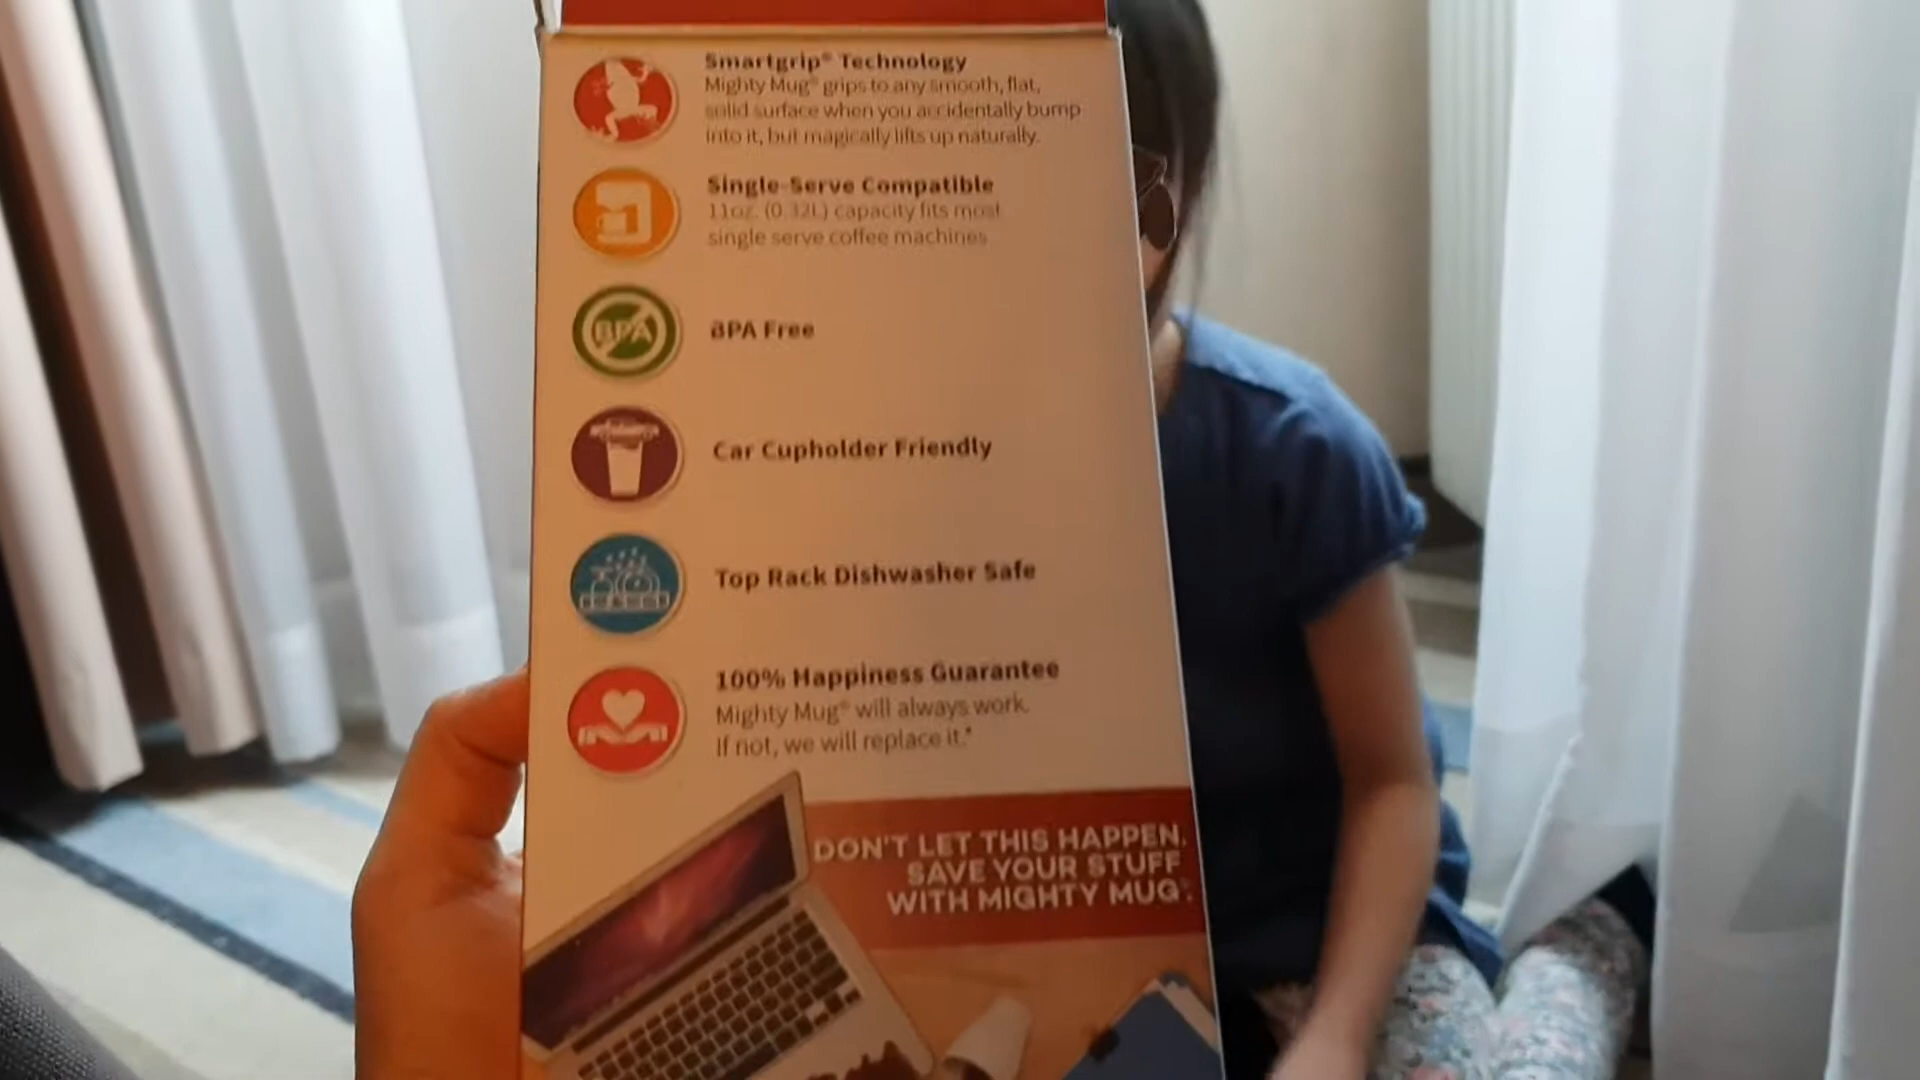 Smartgrip® Technology
Mighty Mug® grips to any smooth, flat,
solid surface when you accidentally bump
into it, but magically lifts up naturally.
Single-Serve Compatible
11oz. (0.32L) capacity fits most
single serve coffee machines
BPA
BPA Free
Car Cupholder Friendly
Top Rack Dishwasher Safe
100% Happiness Guarantee
Mighty Mug® will always work.
If not, we will replace it.*
DON'T LET THIS HAPPEN.
SAVE YOUR STUFF
WITH MIGHTY MUG®.